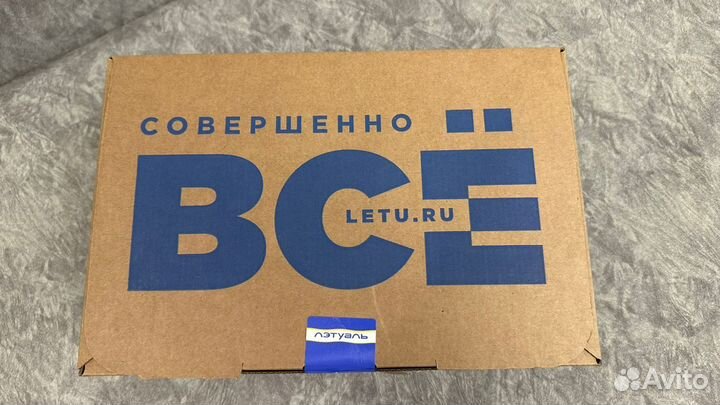 СОВЕРШЕННО
ВСЁ
LETU.RU
ЛЭТУАЛЬ
Avito